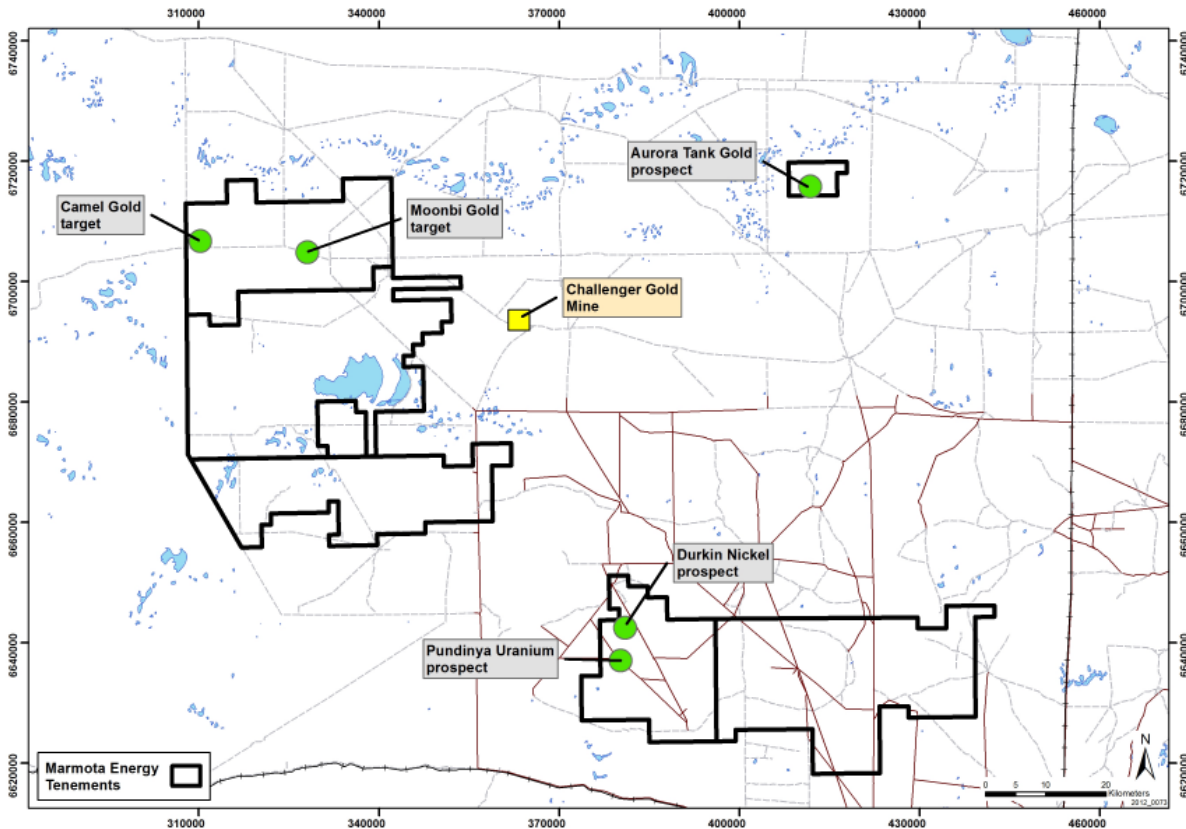 310000 340000 370000 400000 430000 460000
6740000 6740000
6720000 6720000
6700000 6700000
6680000 6680000
6660000 6660000
6640000 6640000
6620000 6620000
Aurora Tank Gold
prospect
Camel Gold
target
Moonbi Gold
target
Challenger Gold
Mine
Durkin Nickel
prospect
Pundinya Uranium
prospect
Marmota Energy
Tenements
N
0 5 10 20
Kilometers
2012_0073
310000 340000 370000 400000 430000 460000